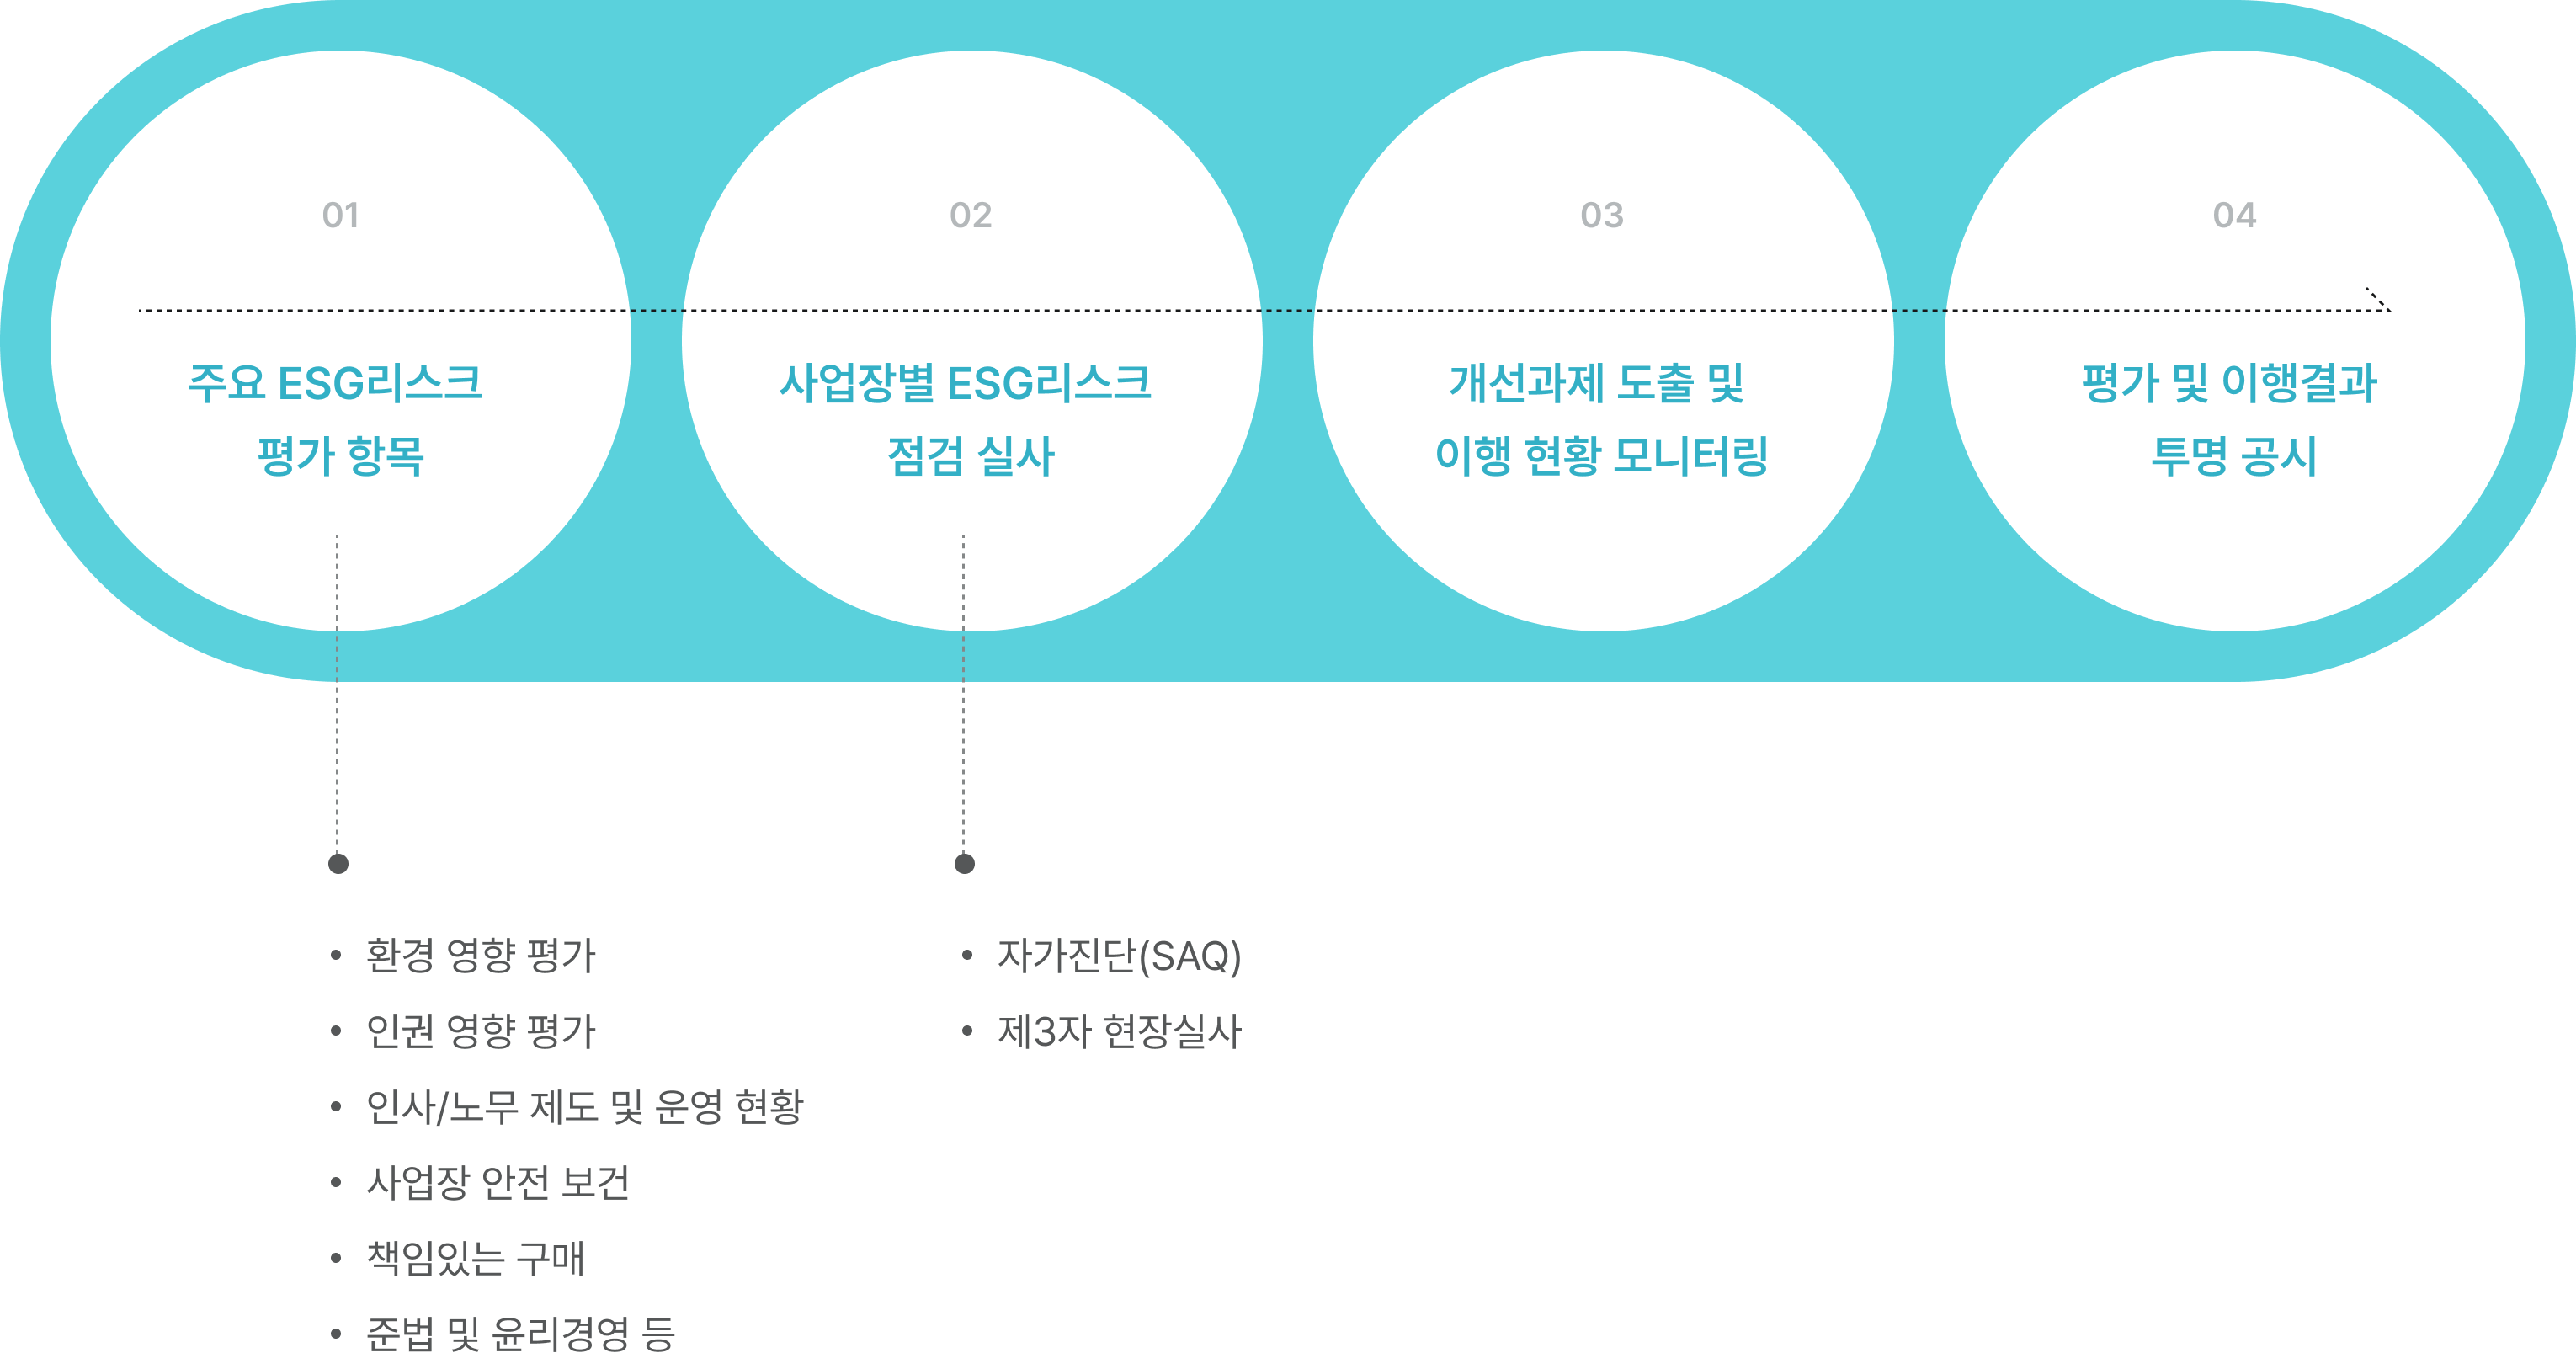 01
주요 ESG리스크
평가 항목
02
사업장별 ESG리스크
점검 실사
03
개선과제 도출 및
이행 현황 모니터링
04
평가 및 이행결과
투명 공시
• 환경 영향 평가
• 인권 영향 평가
• 인사/노무 제도 및 운영 현황
• 사업장 안전 보건
• 책임있는 구매
• 준법 및 윤리경영 등
• 자가진단(SAQ)
• 제3자 현장실사